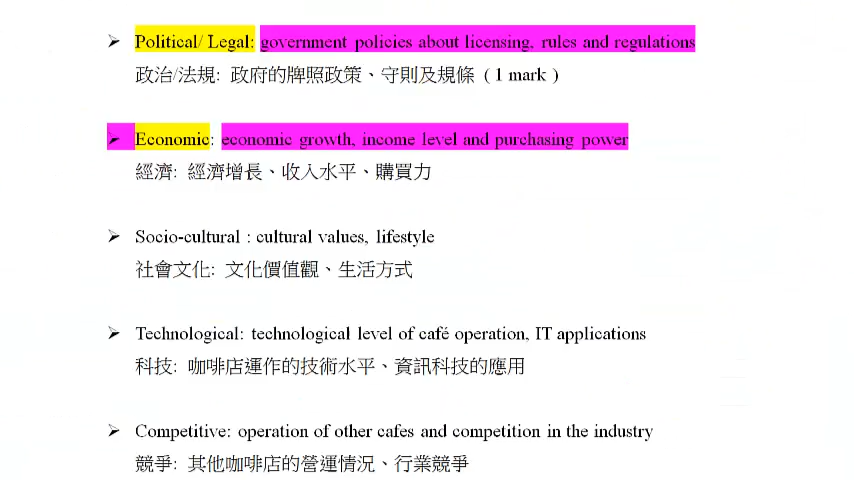 ➢ Political/ Legal: government policies about licensing, rules and regulations
政治/法規: 政府的牌照政策、守則及規條 ( 1 mark )
➢ Economic: economic growth, income level and purchasing power
經濟: 經濟增長、收入水平、購買力
➢ Socio-cultural : cultural values, lifestyle
社會文化: 文化價值觀、生活方式
➢ Technological: technological level of café operation, IT applications
科技: 咖啡店運作的技術水平、資訊科技的應用
➢ Competitive: operation of other cafes and competition in the industry
競爭: 其他咖啡店的營運情況、行業競爭